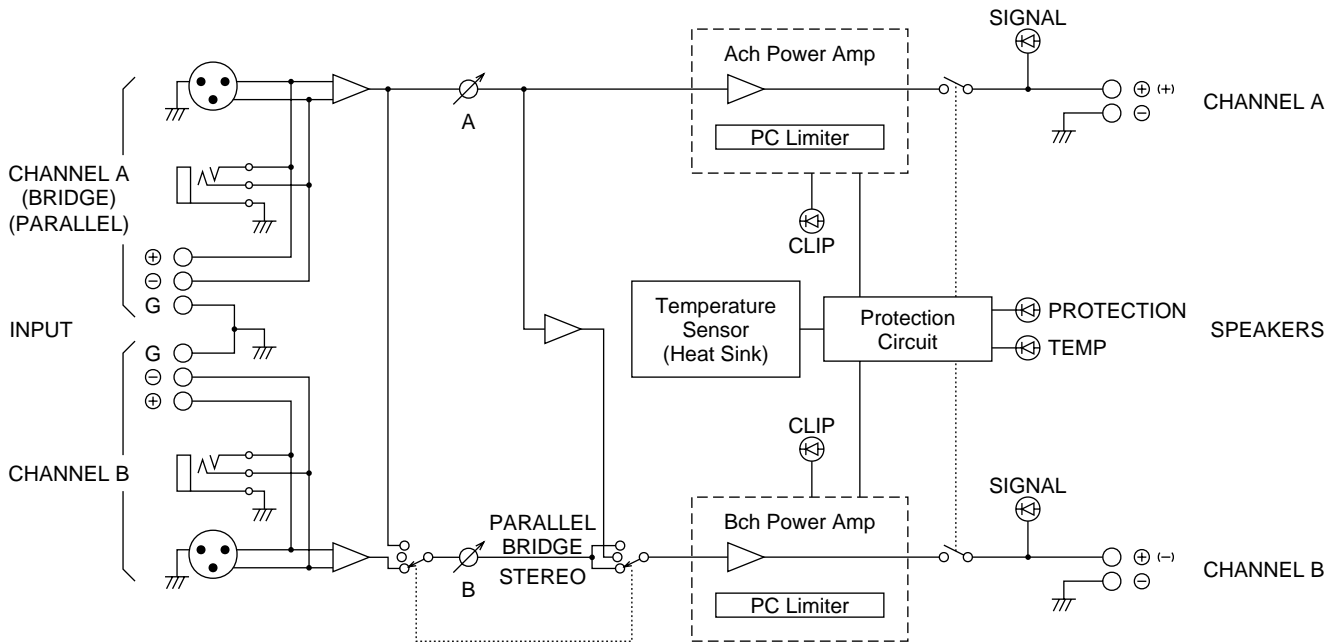 SIGNAL
Ach Power Amp
⊕ (+)
CHANNEL A
A
⊖
PC Limiter
CHANNEL A
(BRIDGE)
(PARALLEL)
CLIP
⊕
⊖
G
INPUT
Temperature
Sensor
(Heat Sink)
Protection
Circuit
PROTECTION
TEMP
SPEAKERS
G
⊖
⊕
CLIP
CHANNEL B
SIGNAL
PARALLEL
BRIDGE
STEREO
B
Bch Power Amp
⊕ (−)
CHANNEL B
⊖
PC Limiter